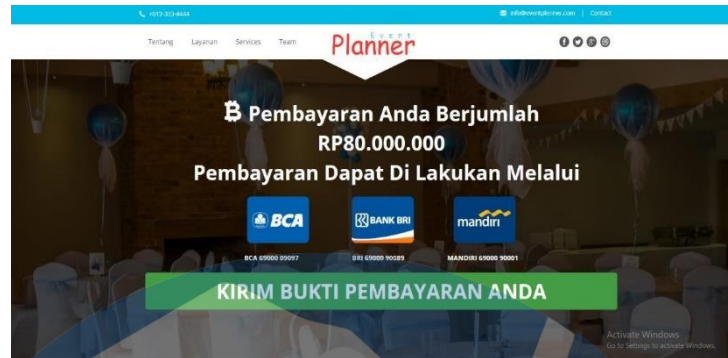 +512-333-4444
info@eventplanner.com | Contact
Tentang Layanan Services Team
Event
Planner
Pembayaran Anda Berjumlah
RP80.000.000
Pembayaran Dapat Di Lakukan Melalui
BCA
BANK BRI
mandiri
BCA 69000 09097
BRI 69000 90589
MANDIRI 69000 90001
KIRIM BUKTI PEMBAYARAN ANDA
Activate Windows
Go to Settings to activate Windows.